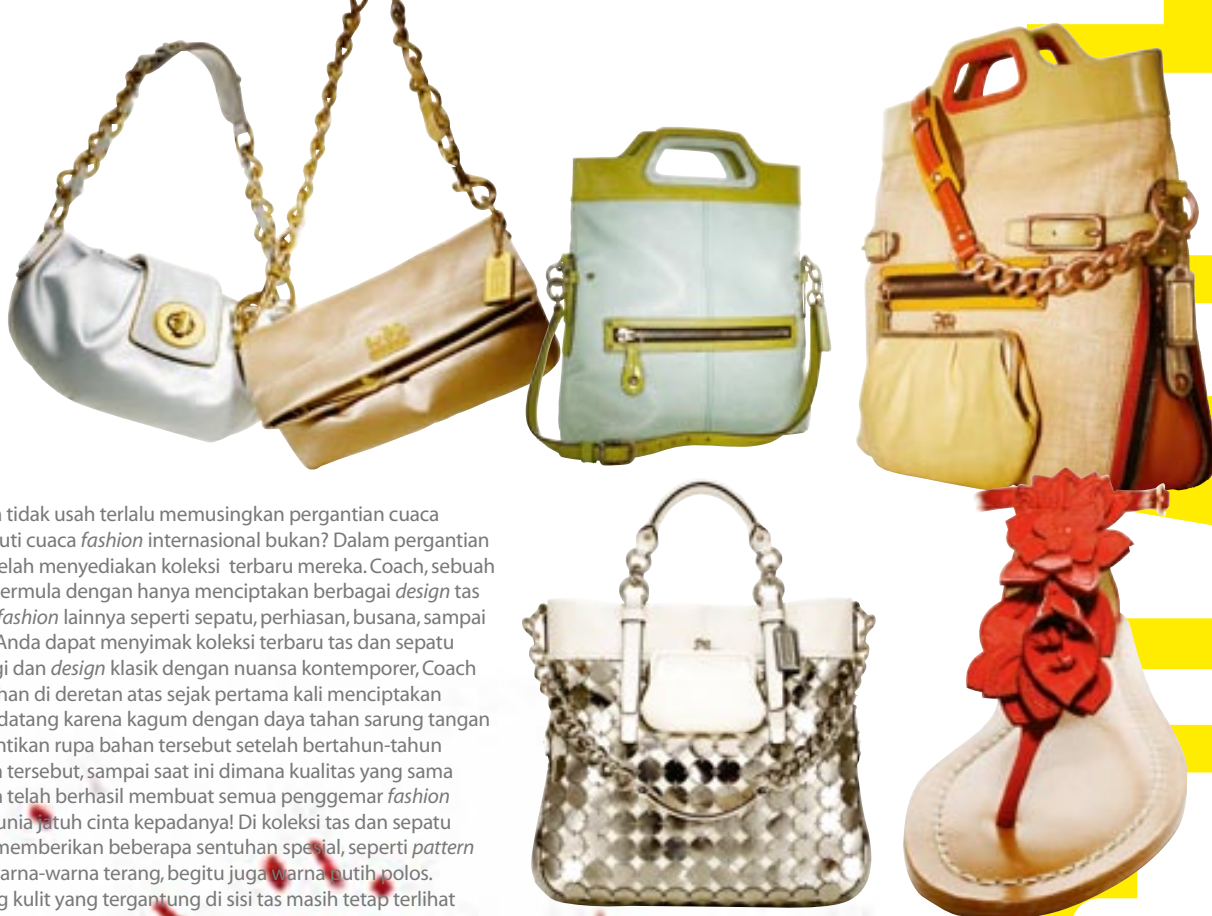 tidak usah terlalu memusingkan pergantian cuaca
uti cuaca fashion internasional bukan? Dalam pergantian
elah menyediakan koleksi terbaru mereka. Coach, sebuah
ermula dengan hanya menciptakan berbagai design tas
fashion lainnya seperti sepatu, perhiasan, busana, sampai
Anda dapat menyimak koleksi terbaru tas dan sepatu
gi dan design klasik dengan nuansa kontemporer, Coach
han di deretan atas sejak pertama kali menciptakan
datang karena kagum dengan daya tahan sarung tangan
ntikan rupa bahan tersebut setelah bertahun-tahun
tersebut, sampai saat ini dimana kualitas yang sama
telah berhasil membuat semua penggemar fashion
unia jatuh cinta kepadanya! Di koleksi tas dan sepatu
memberikan beberapa sentuhan spesial, seperti pattern
arna-warna terang, begitu juga warna putih polos.
g kulit yang tergantung di sisi tas masih tetap terlihat